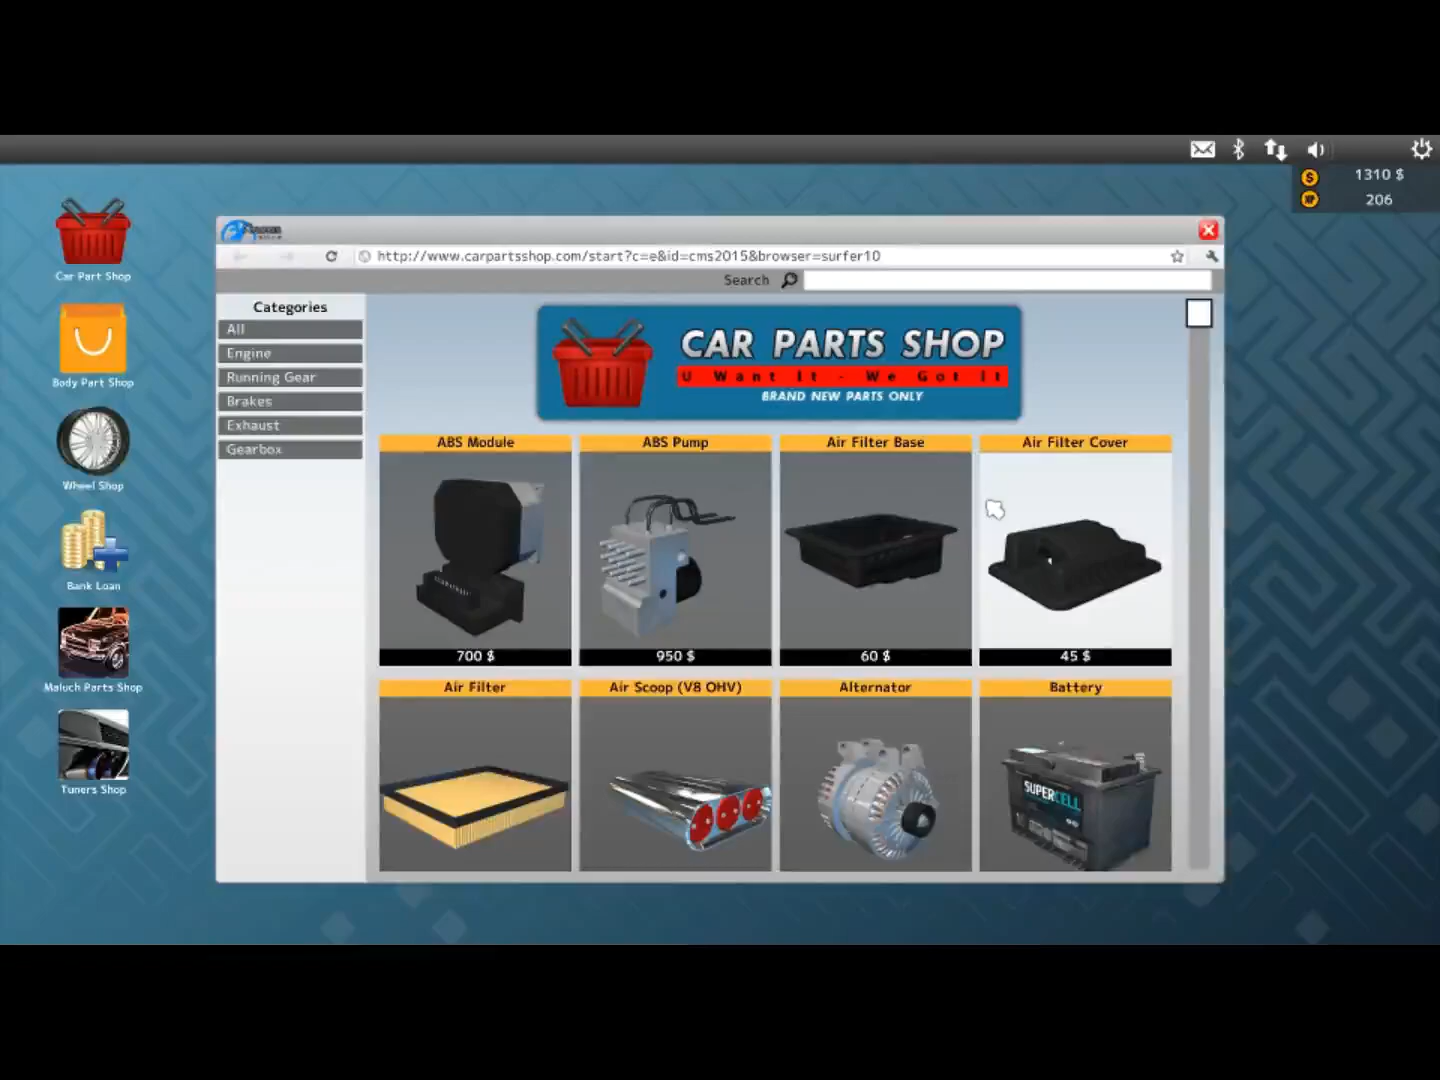 1310 $
206
Car Part Shop
Body Part Shop
Wheel Shop
Bank Loan
Maluch Parts Shop
Tuners Shop
http://www.carpartsshop.com/start?c=e&id=cms2015&browser=surfer10
Search
Categories
All
Engine
Running Gear
Brakes
Exhaust
Gearbox
CAR PARTS SHOP
U Want It - We Got It
BRAND NEW PARTS ONLY
ABS Module
ABS Pump
Air Filter Base
Air Filter Cover
700 $
950 $
60 $
45 $
Air Filter
Air Scoop (V8 OHV)
Alternator
Battery
SUPERCELL